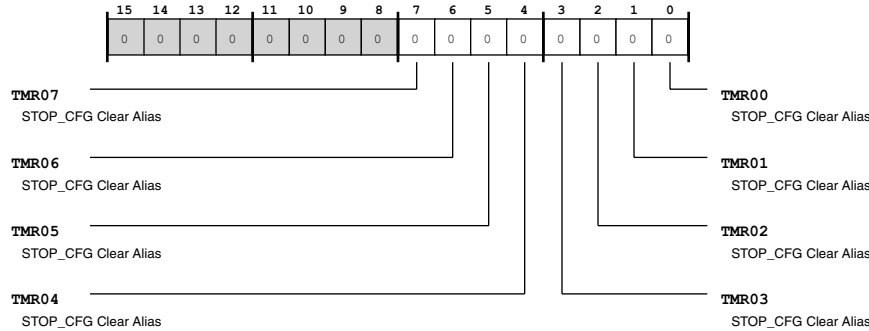 15 14 13 12 11 10 9 8 7 6 5 4 3 2 1 0
0 0 0 0 0 0 0 0 0 0 0 0 0 0 0 0
TMR07
STOP_CFG Clear Alias
TMR06
STOP_CFG Clear Alias
TMR05
STOP_CFG Clear Alias
TMR04
STOP_CFG Clear Alias
TMR00
STOP_CFG Clear Alias
TMR01
STOP_CFG Clear Alias
TMR02
STOP_CFG Clear Alias
TMR03
STOP_CFG Clear Alias